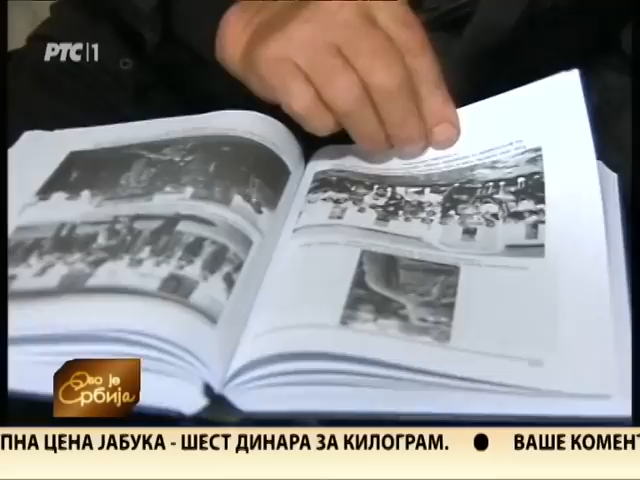 РТС|1
Ово је
Србија
ПНА ЦЕНА ЈАБУКА - ШЕСТ ДИНАРА ЗА КИЛОГРАМ. ● ВАШЕ КОМЕНТ